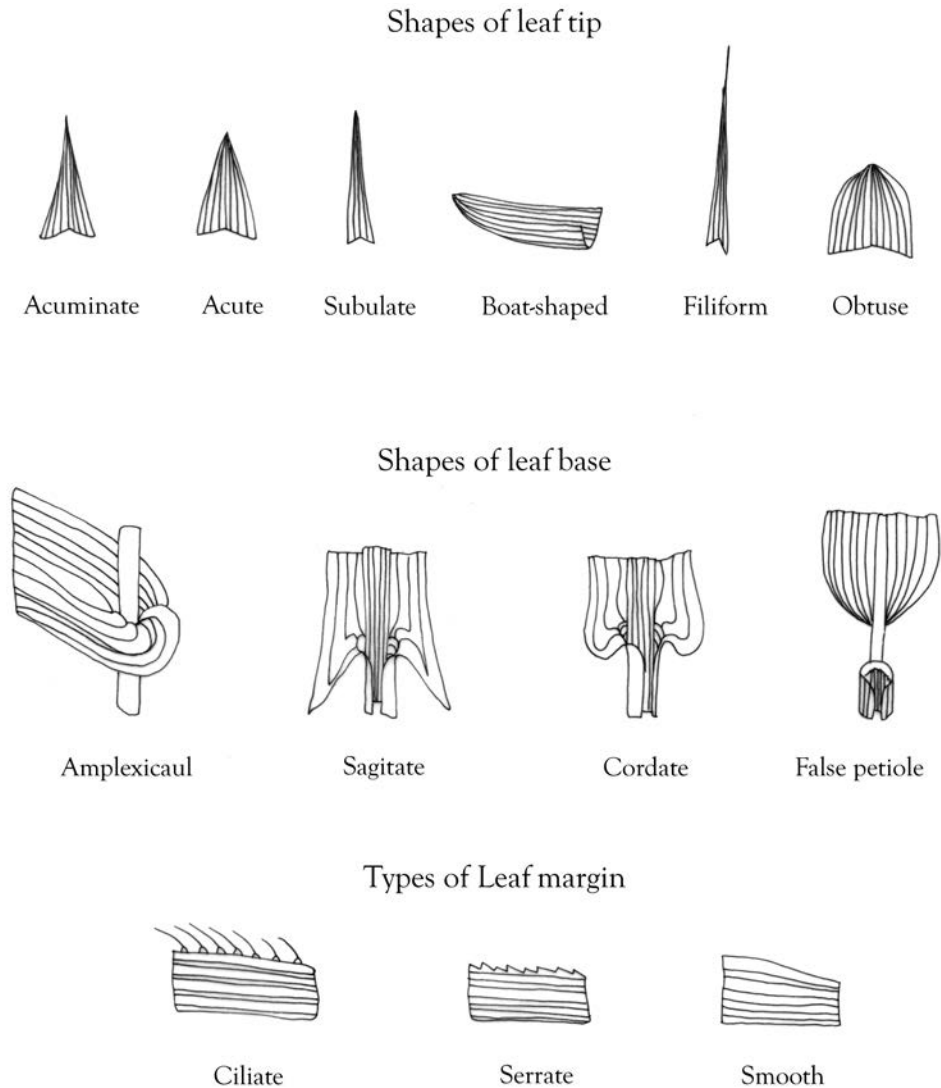 Shapes of leaf tip
Acuminate Acute Subulate Boat-shaped Filiform Obtuse
Shapes of leaf base
Amplexicaul Sagitate Cordate False petiole
Types of Leaf margin
Ciliate Serrate Smooth